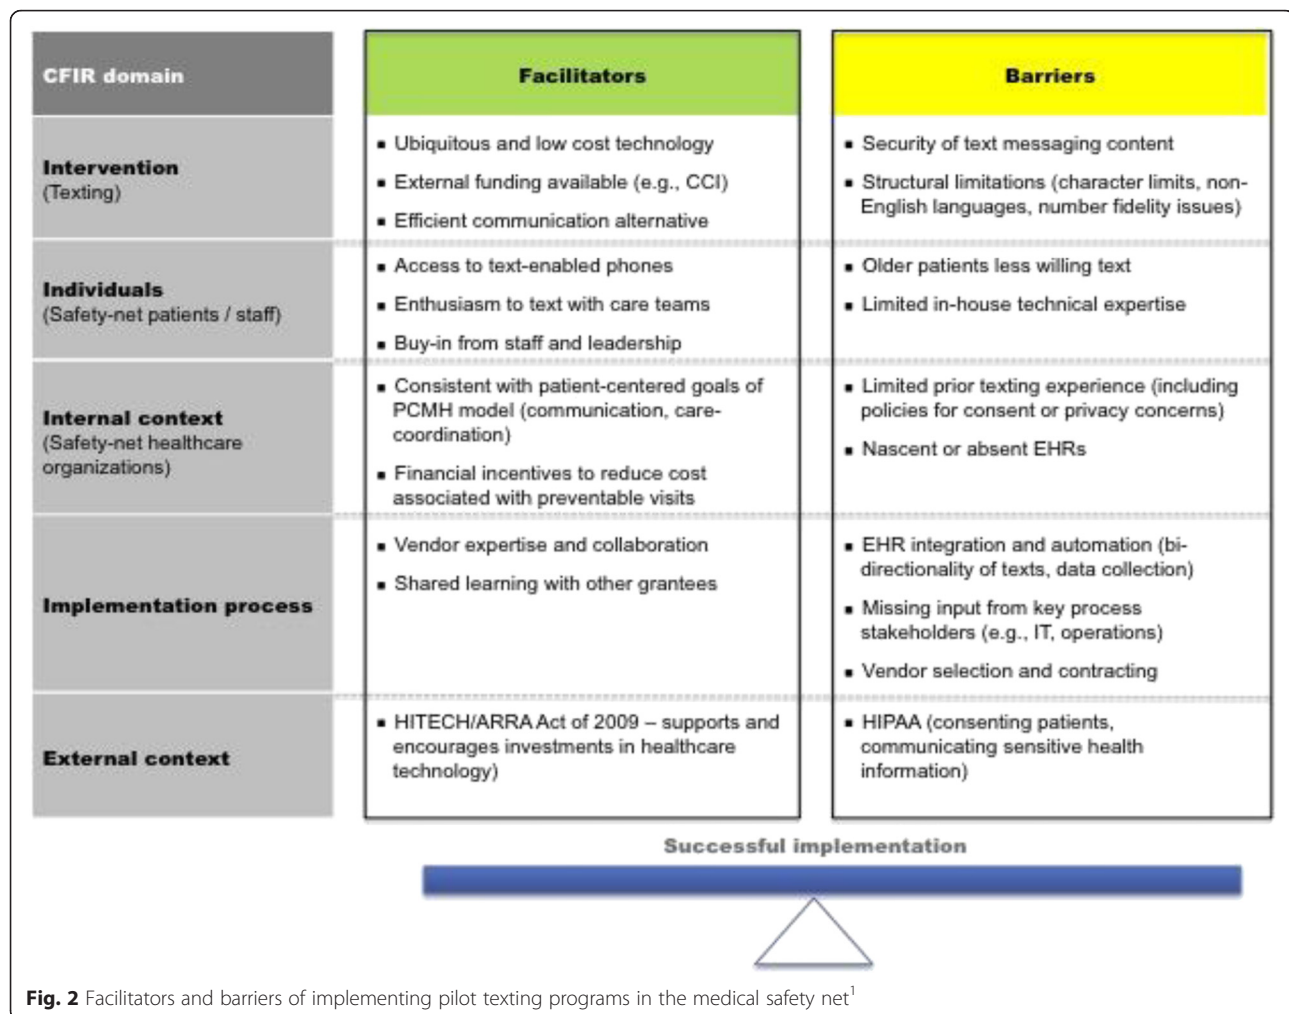 CFIR domain
Facilitators
Barriers
Intervention
(Texting)
▪ Ubiquitous and low cost technology
▪ External funding available (e.g., CCI)
▪ Efficient communication alternative
▪ Security of text messaging content
▪ Structural limitations (character limits, non-
English languages, number fidelity issues)
Individuals
(Safety-net patients / staff)
▪ Access to text-enabled phones
▪ Enthusiasm to text with care teams
▪ Buy-in from staff and leadership
▪ Older patients less willing text
▪ Limited in-house technical expertise
Internal context
(Safety-net healthcare
organizations)
▪ Consistent with patient-centered goals of
PCMH model (communication, care-
coordination)
▪ Financial incentives to reduce cost
associated with preventable visits
▪ Limited prior texting experience (including
policies for consent or privacy concerns)
▪ Nascent or absent EHRs
Implementation process
▪ Vendor expertise and collaboration
▪ Shared learning with other grantees
▪ EHR integration and automation (bi-
directionality of texts, data collection)
▪ Missing input from key process
stakeholders (e.g., IT, operations)
▪ Vendor selection and contracting
External context
▪ HITECH/ARRA Act of 2009 – supports and
encourages investments in healthcare
technology)
▪ HIPAA (consenting patients,
communicating sensitive health
information)
Successful implementation
Fig. 2 Facilitators and barriers of implementing pilot texting programs in the medical safety net¹